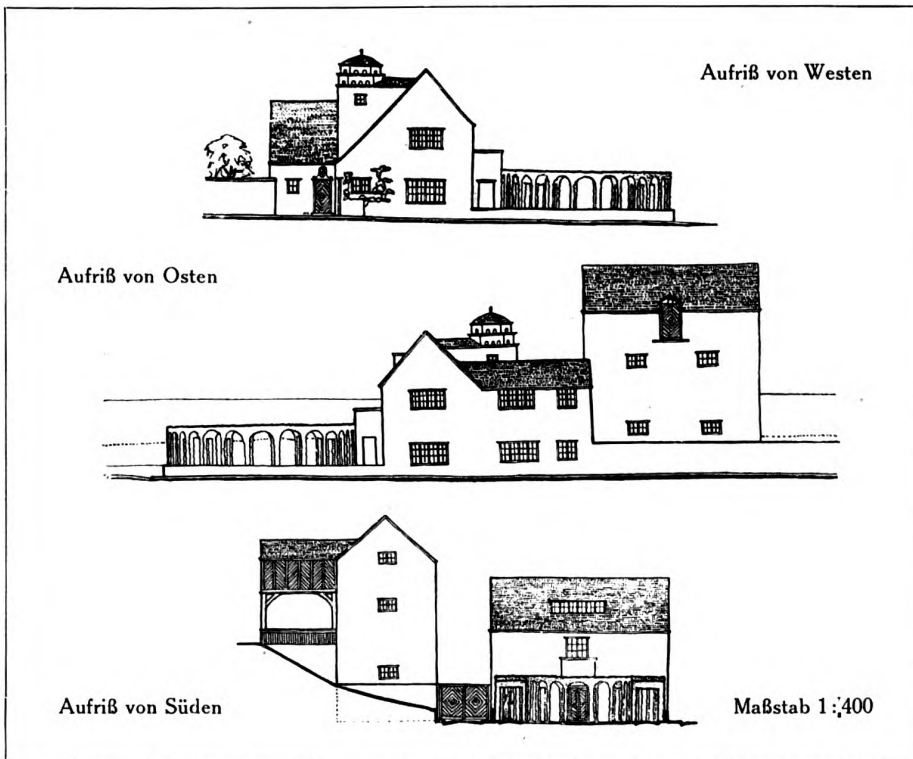 Aufriß von Westen
Aufriß von Osten
Aufriß von Süden
Maßstab 1:400